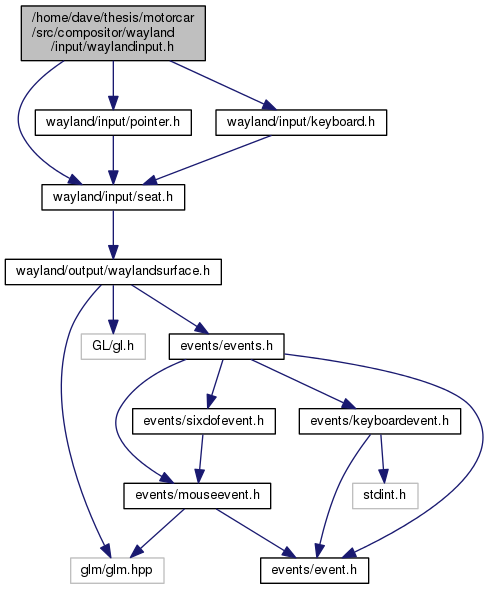 /home/dave/thesis/motorcar
/src/compositor/wayland
/input/waylandinput.h
wayland/input/pointer.h
wayland/input/keyboard.h
wayland/input/seat.h
wayland/output/waylandsurface.h
GL/gl.h
events/events.h
events/sixdofevent.h
events/keyboardevent.h
events/mouseevent.h
stdint.h
glm/glm.hpp
events/event.h